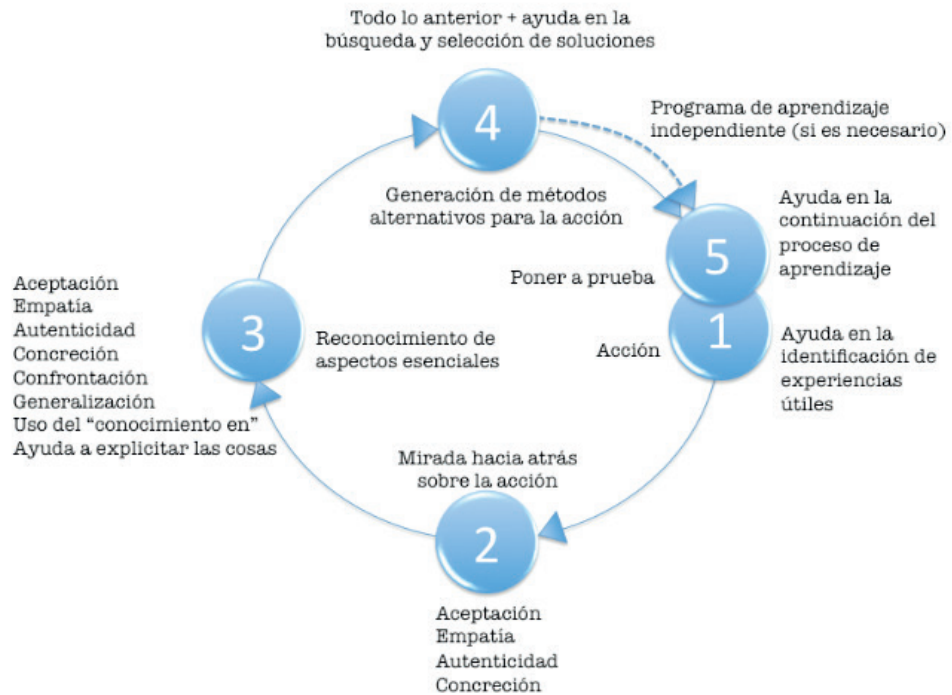 Todo lo anterior + ayuda en la
búsqueda y selección de soluciones
4
Programa de aprendizaje
independiente (si es necesario)
Generación de métodos
alternativos para la acción
Ayuda en la
continuación del
proceso de
aprendizaje
5
Poner a prueba
Aceptación
Empatía
Autenticidad
Concreción
Confrontación
Generalización
Uso del “conocimiento en”
Ayuda a explicitar las cosas
3
Reconocimiento de
aspectos esenciales
Acción
1
Ayuda en la
identificación de
experiencias
útiles
Mirada hacia atrás
sobre la acción
2
Aceptación
Empatía
Autenticidad
Concreción